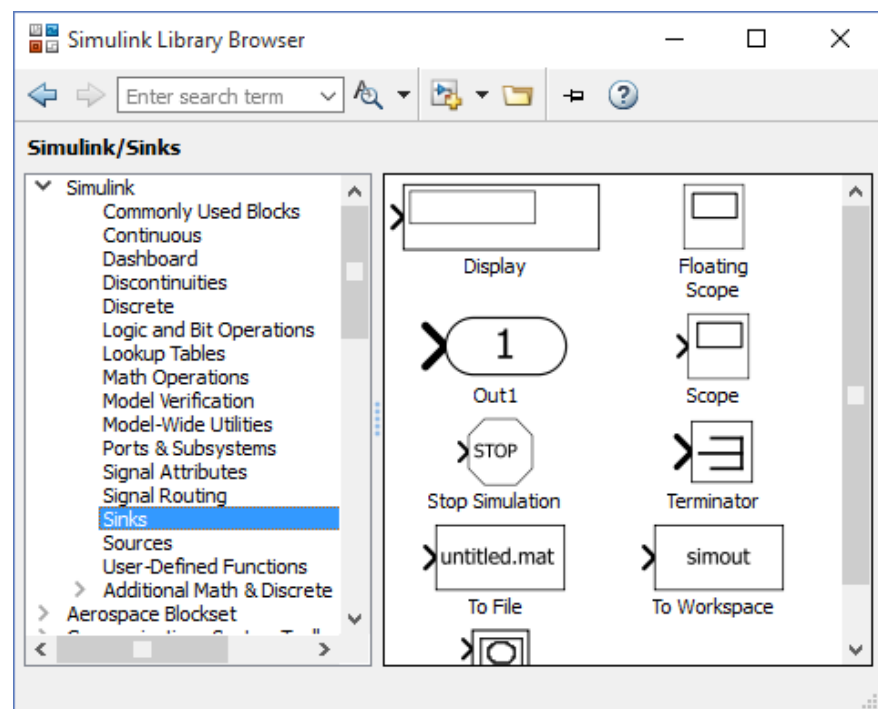 Simulink Library Browser
Enter search term
Simulink/Sinks
Simulink
Commonly Used Blocks
Continuous
Dashboard
Discontinuities
Discrete
Logic and Bit Operations
Lookup Tables
Math Operations
Model Verification
Model-Wide Utilities
Ports & Subsystems
Signal Attributes
Signal Routing
Sinks
Sources
User-Defined Functions
Additional Math & Discrete
Aerospace Blockset
Display
Floating
Scope
1
Out1
Scope
STOP
Stop Simulation
Terminator
untitled.mat
To File
simout
To Workspace